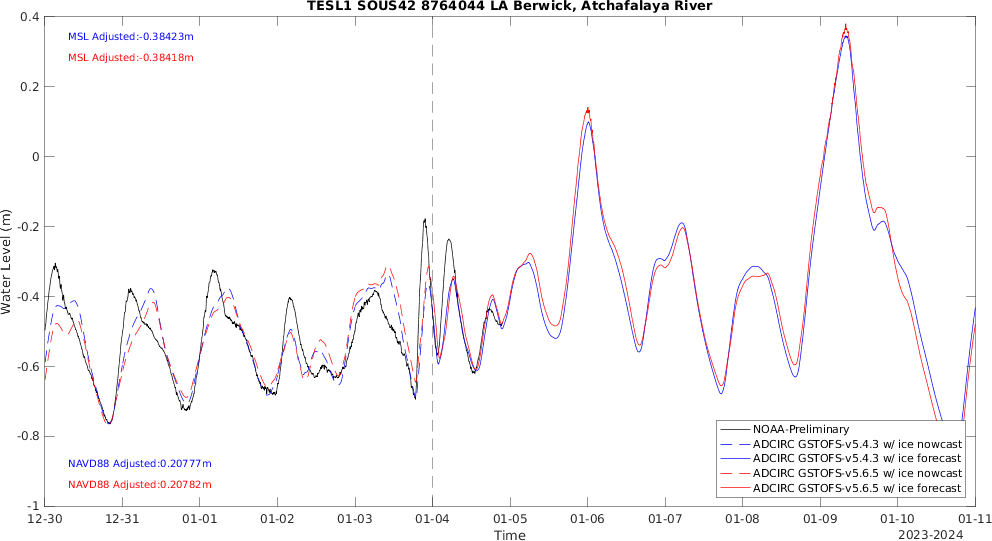 TESL1 SOUS42 8764044 LA Berwick, Atchafalaya River
MSL Adjusted:-0.38423m
MSL Adjusted:-0.38418m
0.4
0.2
0
-0.2
-0.4
-0.6
-0.8
-1
Water Level (m)
NAVD88 Adjusted:0.20777m
NAVD88 Adjusted:0.20782m
NOAA-Preliminary
ADCIRC GSTOFS-v5.4.3 w/ ice nowcast
ADCIRC GSTOFS-v5.4.3 w/ ice forecast
ADCIRC GSTOFS-v5.6.5 w/ ice nowcast
ADCIRC GSTOFS-v5.6.5 w/ ice forecast
12-30 12-31 01-01 01-02 01-03 01-04 01-05 01-06 01-07 01-08 01-09 01-10 01-11
Time
2023-2024